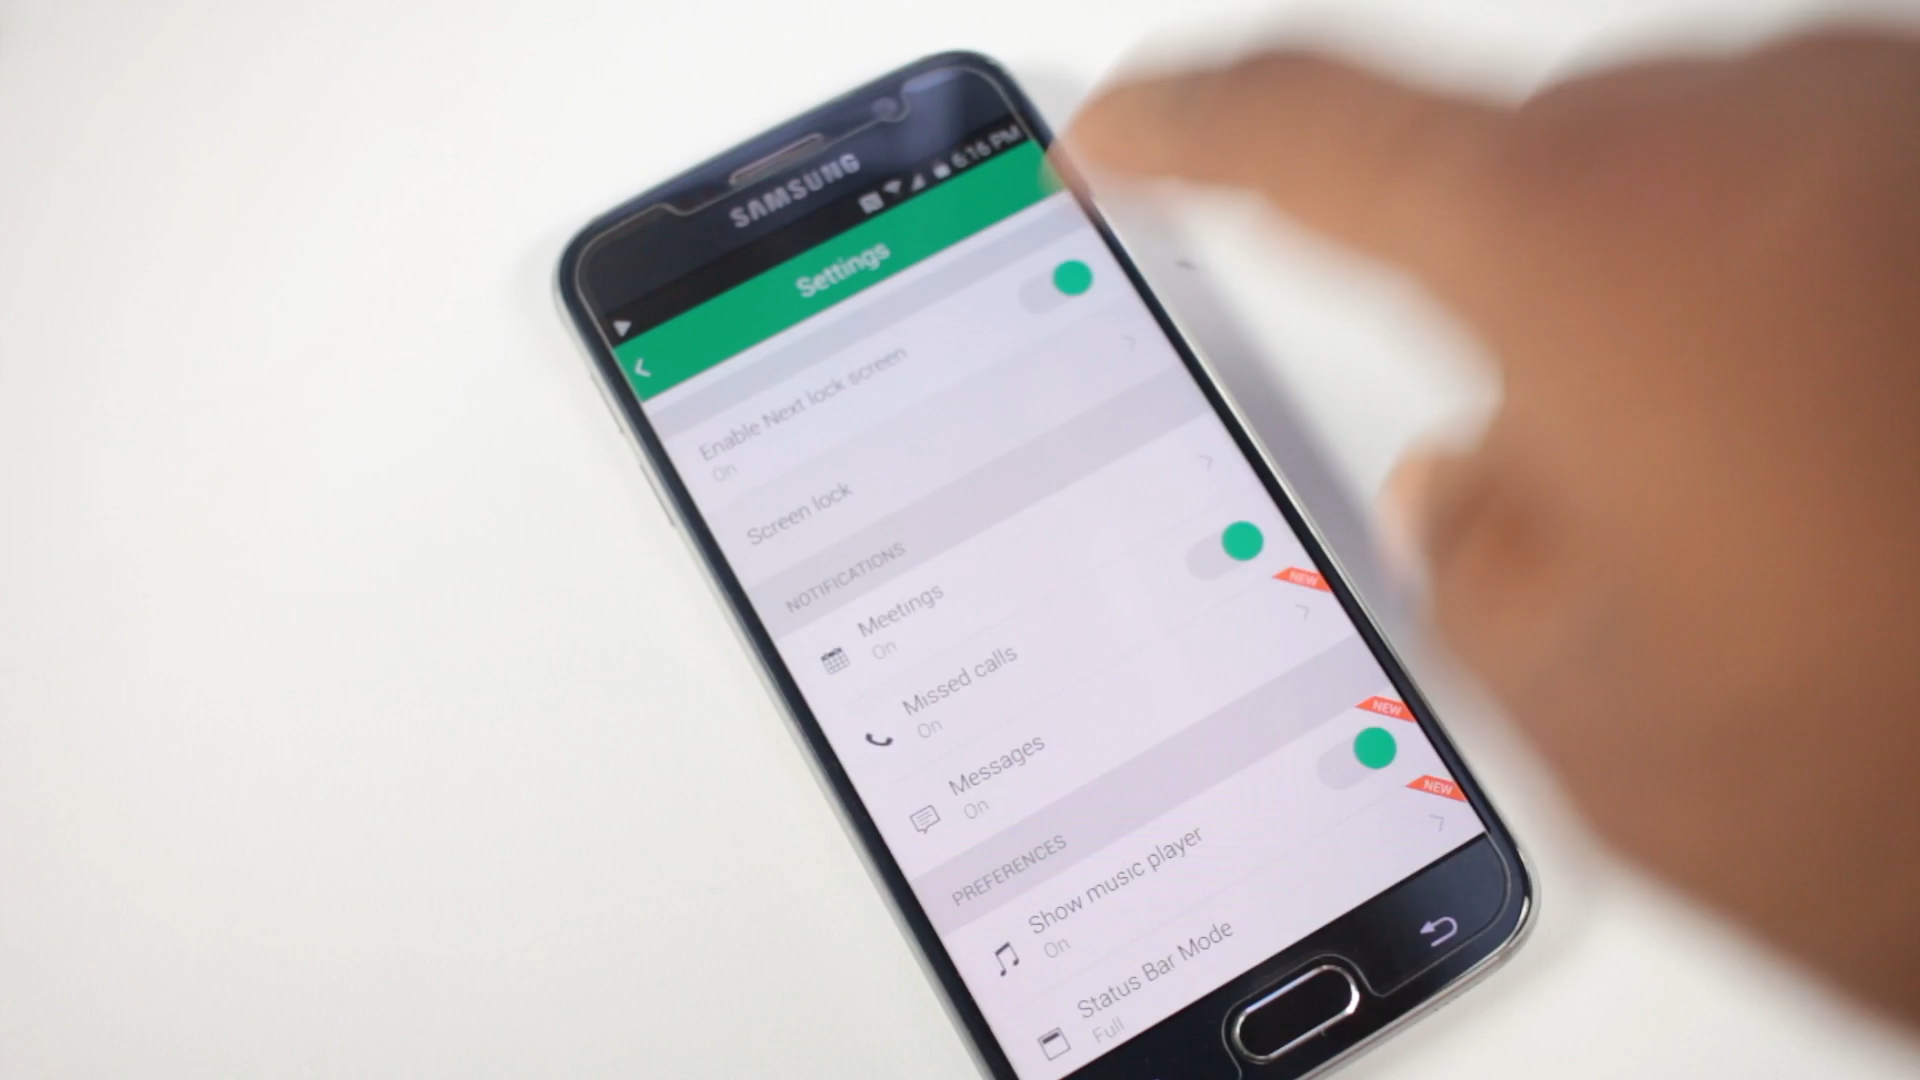 SAMSUNG
6:16 PM
Settings
Enable Next lock screen
On
Screen lock
NOTIFICATIONS
Meetings
On
NEW
Missed calls
On
Messages
On
NEW
PREFERENCES
Show music player
On
NEW
Status Bar Mode
Full